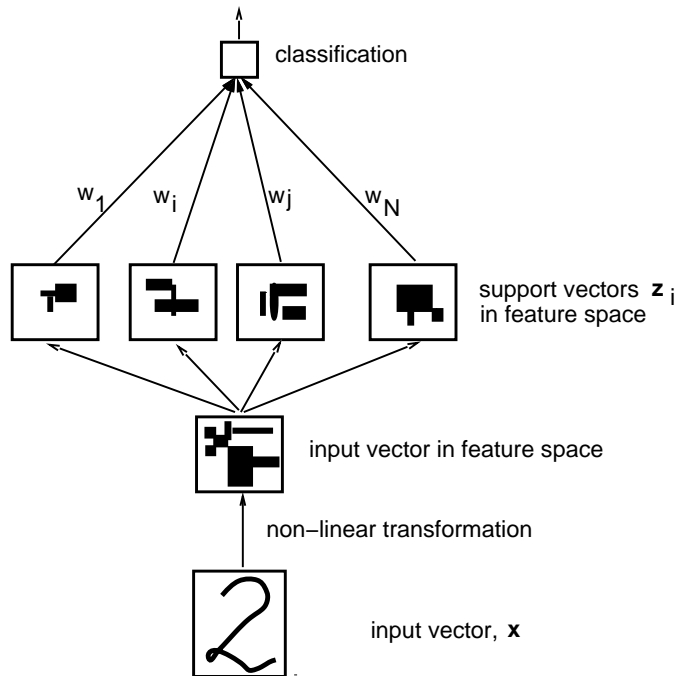 classification
w1 wi wj wN
support vectors zi
in feature space
input vector in feature space
non−linear transformation
input vector, x